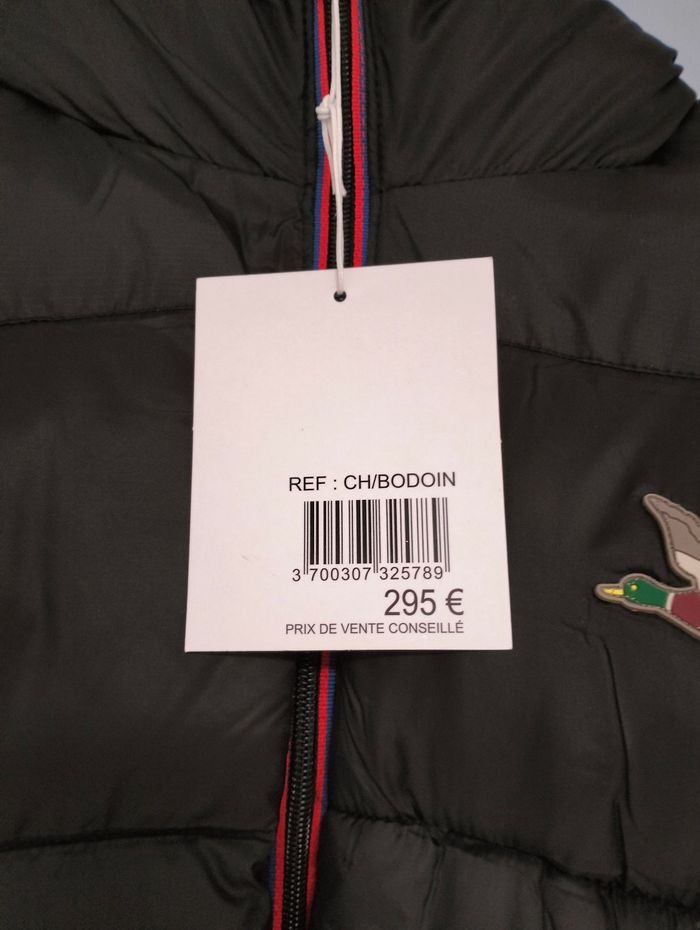 REF : CH/BODOIN
3 700307 325789
295 €
PRIX DE VENTE CONSEILLÉ